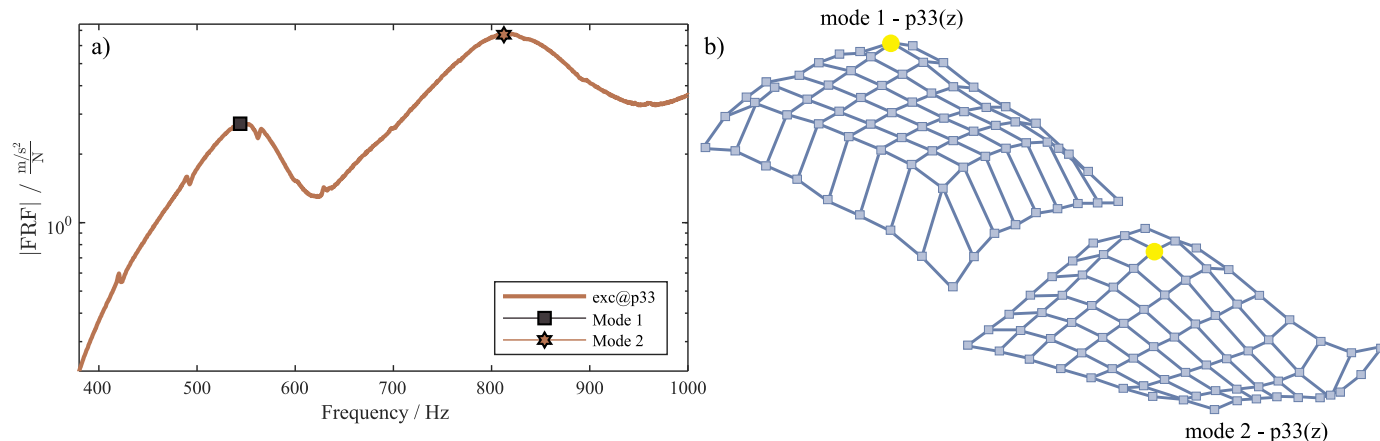 a)
|FRF| / m/s²/N
10⁰
400 500 600 700 800 900 1000
Frequency / Hz
exc@p33
Mode 1
Mode 2
b)
mode 1 - p33(z)
mode 2 - p33(z)